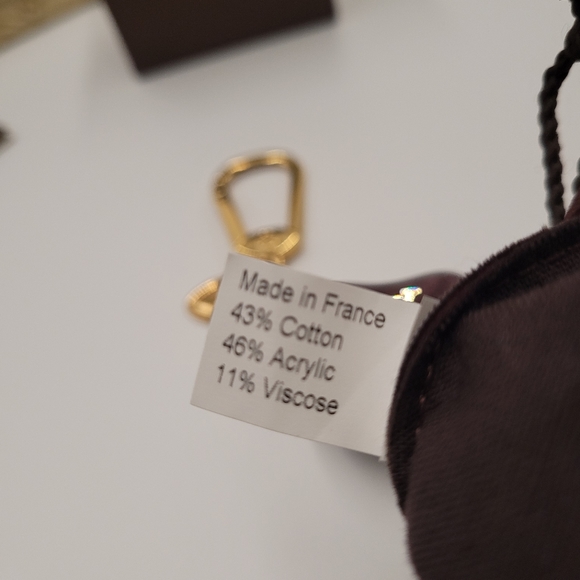 Made in France
43% Cotton
46% Acrylic
11% Viscose